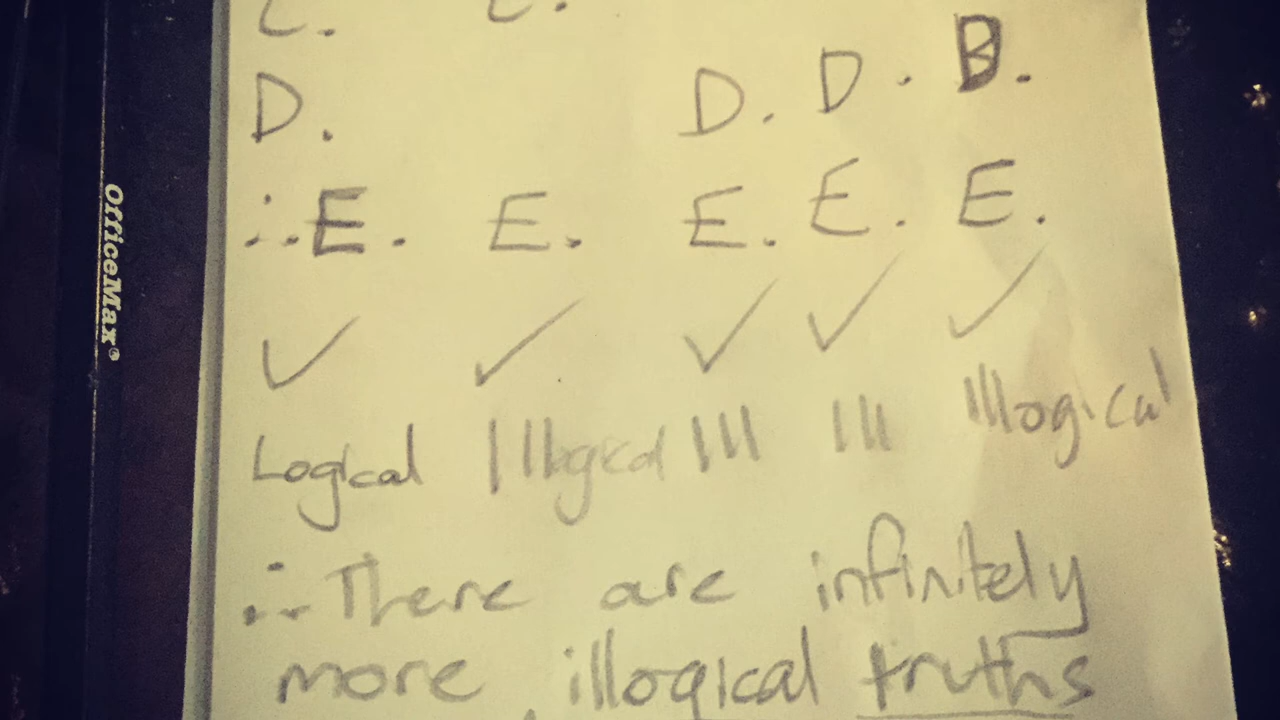 C. C.
D. D. D. B.
∴E. E. E. E. E.
✓ ✓ ✓ ✓ ✓
Logical Illogical Ill Ill Illogical
∴There are infinitely
more illogical truths
OfficeMax®